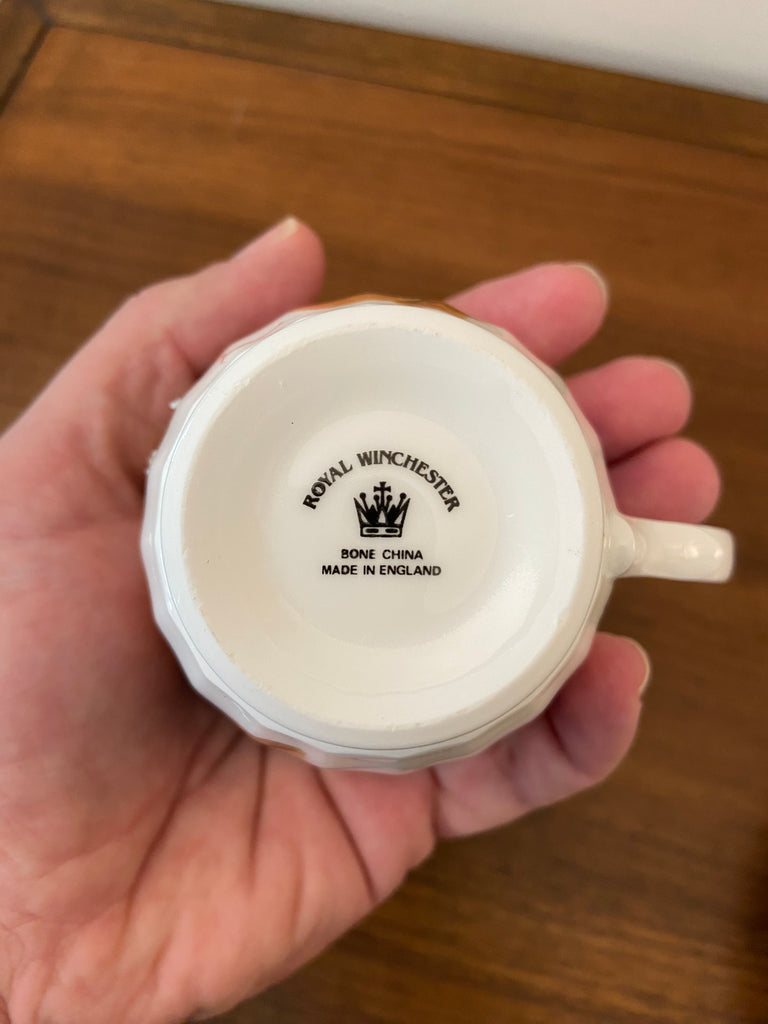 ROYAL WINCHESTER
BONE CHINA
MADE IN ENGLAND